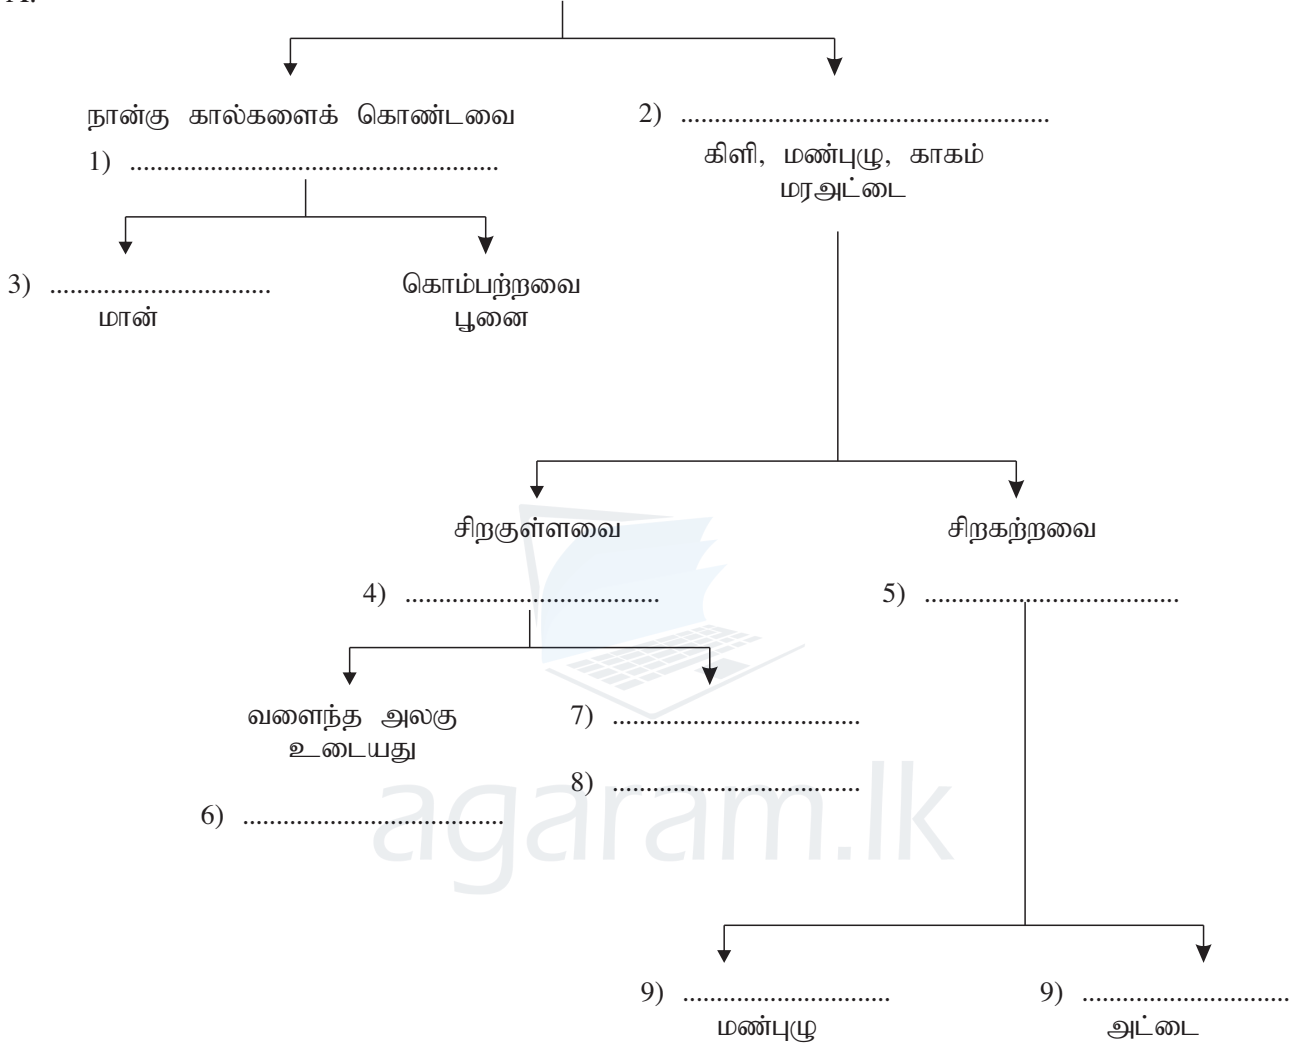 நான்கு கால்களைக் கொண்டவை
2) ........................................................
1) ........................................................
கிளி, மண்புழு, காகம்
மரஅட்டை
3) .................................
கொம்பற்றவை
மான்
பூனை
சிறகுள்ளவை
சிறகற்றவை
4) ......................................
5) ......................................
வளைந்த அலகு
உடையது
7) .....................................
8) .....................................
6) .......................................
agaram.lk
9) ...............................
9) ...............................
மண்புழு
அட்டை